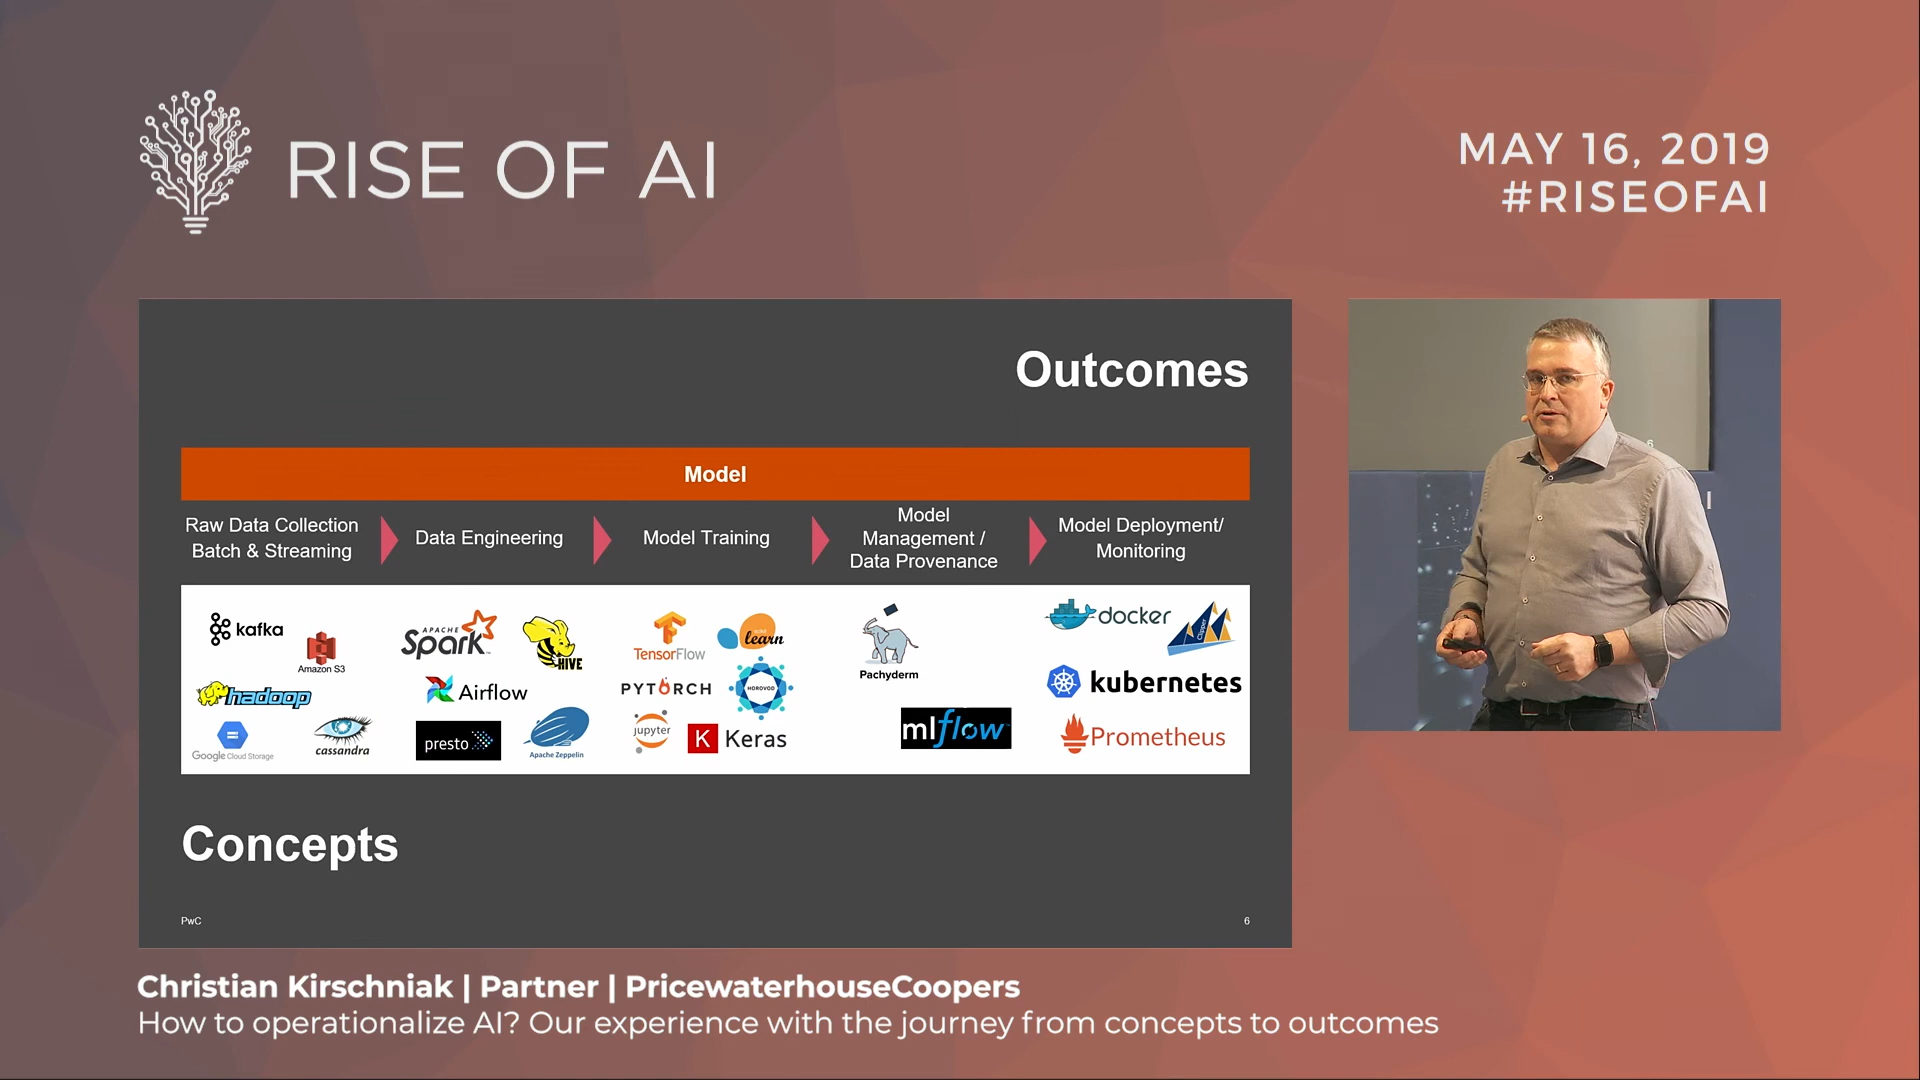 RISE OF AI
MAY 16, 2019
#RISEOFAI
Outcomes
Model
Raw Data Collection
Batch & Streaming
Data Engineering
Model Training
Model
Management /
Data Provenance
Model Deployment/
Monitoring
kafka
Amazon S3
hadoop
Google Cloud Storage
cassandra
APACHE
Spark
HIVE
Airflow
presto
Apache Zeppelin
TensorFlow
learn
PYTORCH
HOROVOD
jupyter
K Keras
Pachyderm
mlflow
docker
Clipper
kubernetes
Prometheus
Concepts
PwC
6
6
Christian Kirschniak | Partner | PricewaterhouseCoopers
How to operationalize AI? Our experience with the journey from concepts to outcomes